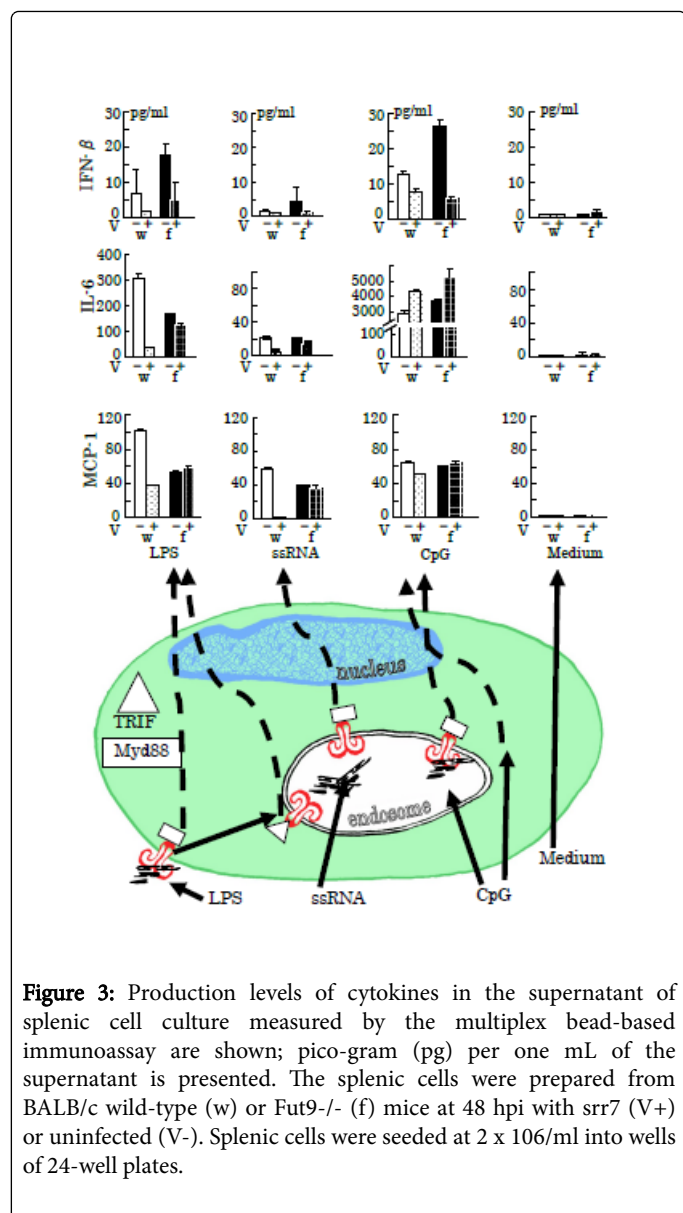 pg/ml pg/ml
IFN-β 30 30 30 30
20 20 20 20
10 10 10 10
0 0 0 0
V -+ -+ -+ -+ -+ -+ -+ -+
w f w f w f w f
IL-6 400
300 80 5000 80
200 40 3000 40
100 100
0 0 0 0
V -+ -+ -+ -+ -+ -+ -+ -+
w f w f w f w f
MCP-1 120 120 120 120
80 80 80 80
40 40 40 40
0 0 0 0
V -+ -+ V -+ -+ V -+ -+ V -+ -+
w f w f w f w f
LPS ssRNA CpG Medium
nucleus
TRIF
Myd88
endosome
Medium
LPS ssRNA CpG
Figure 3: Production levels of cytokines in the supernatant of
splenic cell culture measured by the multiplex bead-based
immunoassay are shown; pico-gram (pg) per one mL of the
supernatant is presented. The splenic cells were prepared from
BALB/c wild-type (w) or Fut9-/- (f) mice at 48 hpi with srr7 (V+)
or uninfected (V-). Splenic cells were seeded at 2 x 106/ml into wells
of 24-well plates.